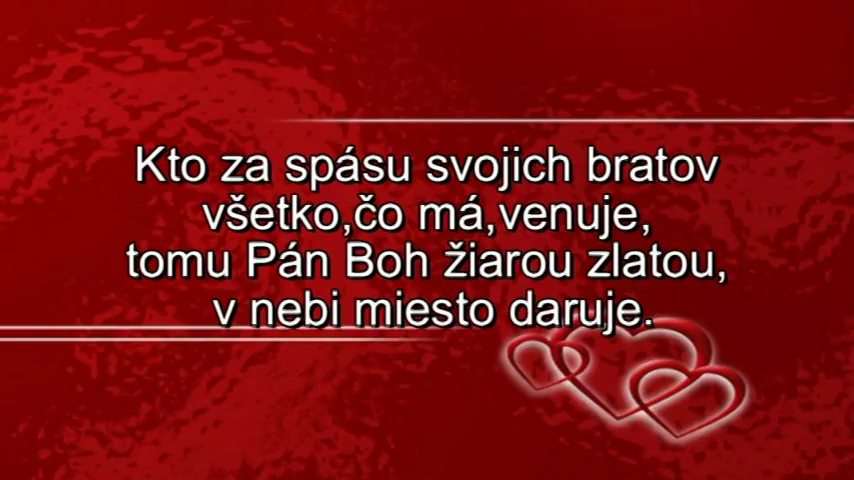 Kto za spásu svojich bratov
všetko,čo má,venuje,
tomu Pán Boh žiarou zlatou,
v nebi miesto daruje.